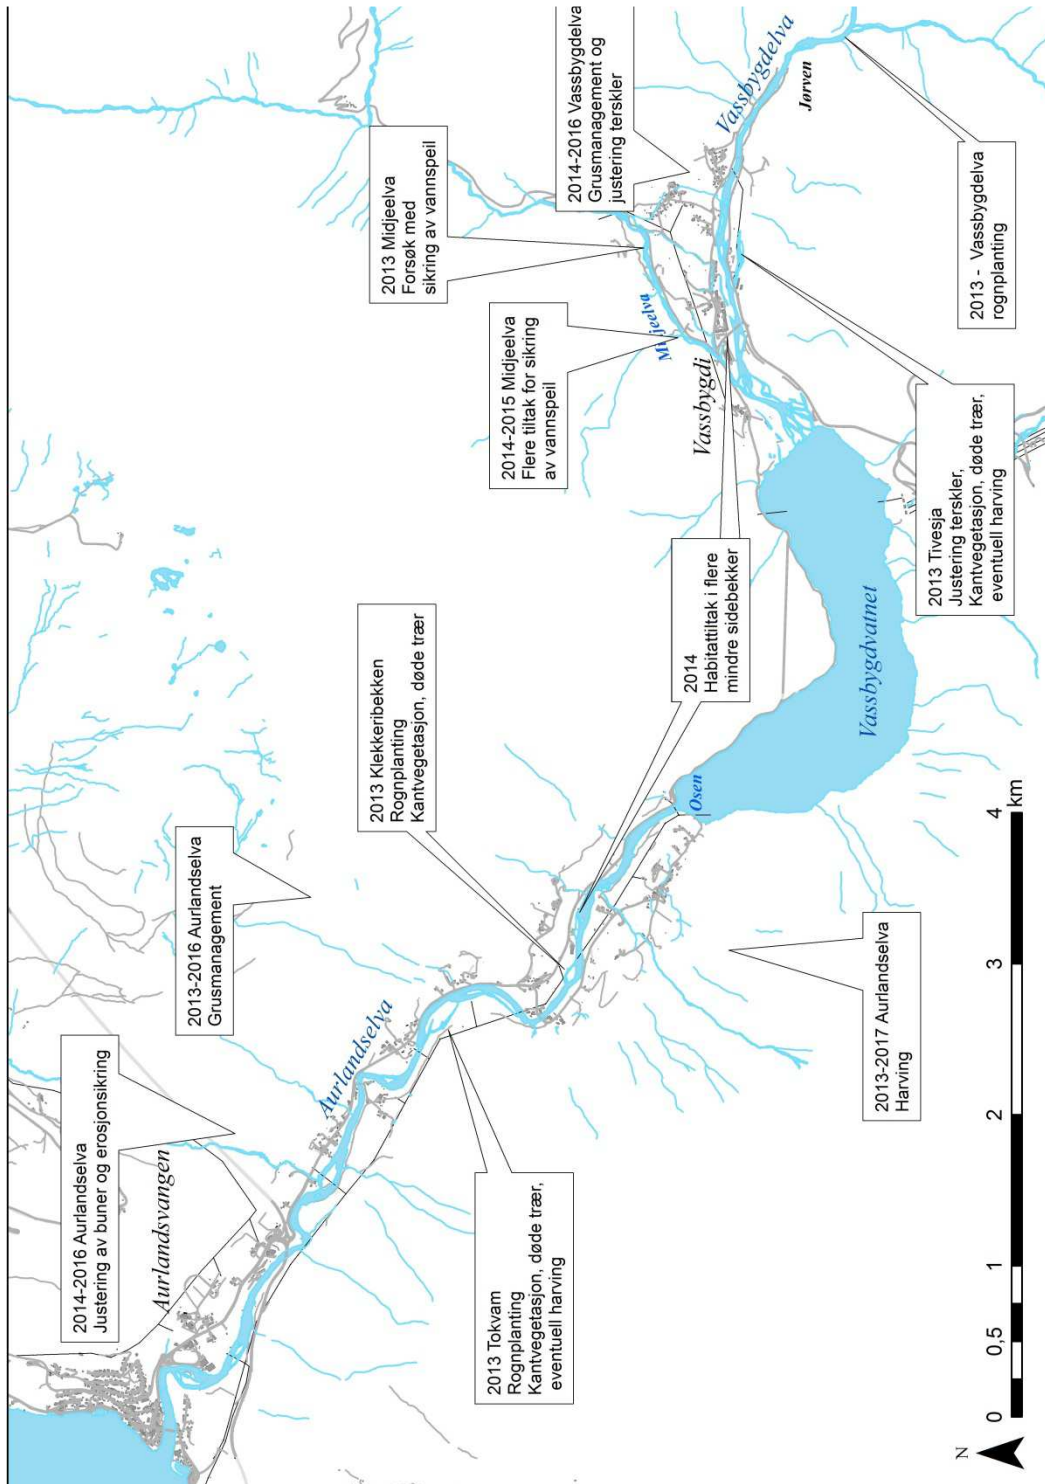 2014-2016 Aurlandselva
Justering av buner og erosjonsikring
Aurlandsvangen
2013-2016 Aurlandselva
Grusmanagement
Aurlandselva
2013 Klekkeribekken
Rognplanting
Kantvegetasjon, døde trær
2013 Midjeelva
Forsøk med
sikring av vannspeil
2014-2015 Midjeelva
Flere tiltak for sikring
av vannspeil
2014-2016 Vassbygdelva
Grusmanagement og
justering terskler
Vassbygdelva
Jørven
Midjeelva
Vassbygdi
2014
Habitattiltak i flere
mindre sidebekker
2013 - Vassbygdelva
rognplanting
2013 Tivesja
Justering terskler,
Kantvegetasjon, døde trær,
eventuell harving
Vassbygdvatnet
Osen
2013 Tokvam
Rognplanting
Kantvegetasjon, døde trær,
eventuell harving
2013-2017 Aurlandselva
Harving
N
0 0,5 1 2 3 4
km